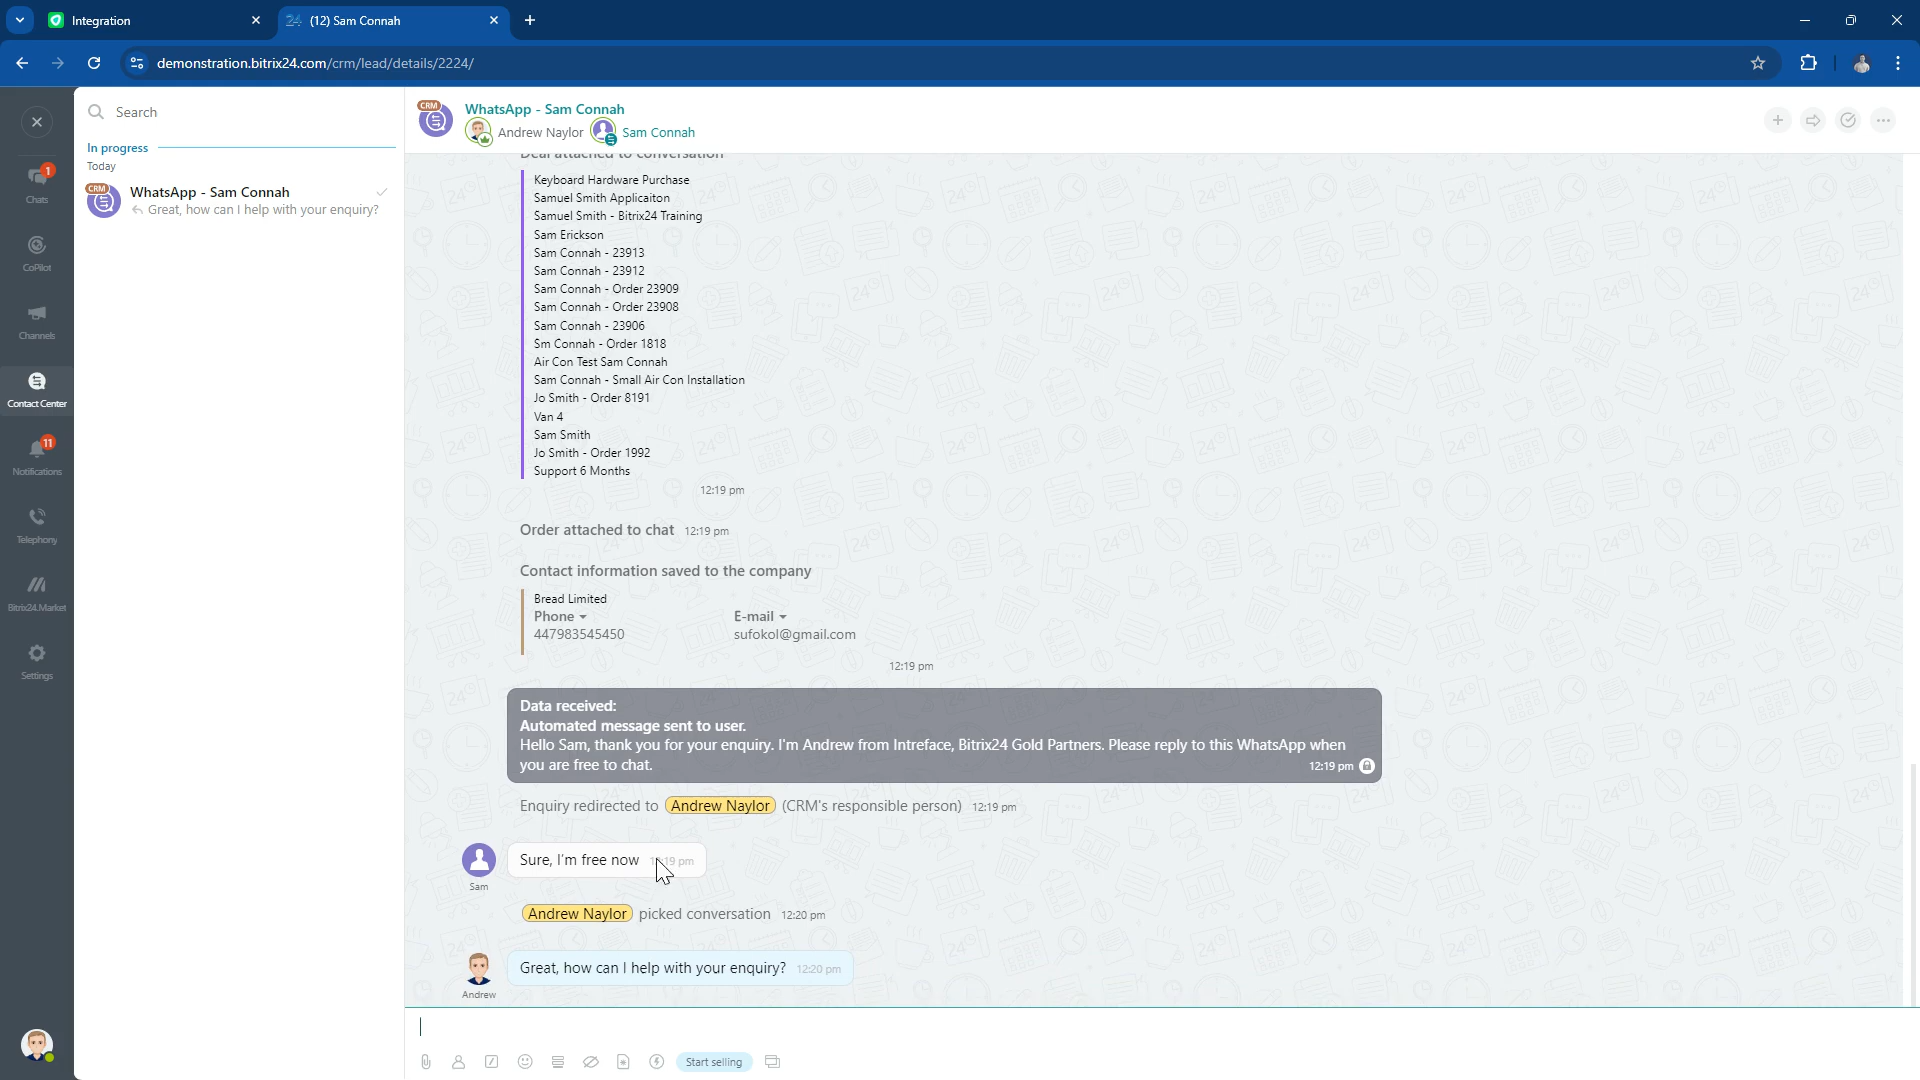 Integration
24 (12) Sam Connah
demonstration.bitrix24.com/crm/lead/details/2224/
Search
In progress
Today
CRM
WhatsApp - Sam Connah
Great, how can I help with your enquiry?
1
Chats
CoPilot
Channels
Contact Center
11
Notifications
Telephony
Bitrix24.Market
Settings
CRM
WhatsApp - Sam Connah
Andrew Naylor Sam Connah
Deal attached to conversation
Keyboard Hardware Purchase
Samuel Smith Applicaiton
Samuel Smith - Bitrix24 Training
Sam Erickson
Sam Connah - 23913
Sam Connah - 23912
Sam Connah - Order 23909
Sam Connah - Order 23908
Sam Connah - 23906
Sm Connah - Order 1818
Air Con Test Sam Connah
Sam Connah - Small Air Con Installation
Jo Smith - Order 8191
Van 4
Sam Smith
Jo Smith - Order 1992
Support 6 Months
12:19 pm
Order attached to chat 12:19 pm
Contact information saved to the company
Bread Limited
Phone E-mail
447983545450 sufokol@gmail.com
12:19 pm
Data received:
Automated message sent to user.
Hello Sam, thank you for your enquiry. I'm Andrew from Intreface, Bitrix24 Gold Partners. Please reply to this WhatsApp when
you are free to chat. 12:19 pm
Enquiry redirected to Andrew Naylor (CRM's responsible person) 12:19 pm
Sure, I'm free now pm
Sam
Andrew Naylor picked conversation 12:20 pm
Great, how can I help with your enquiry? 12:20 pm
Andrew
Start selling